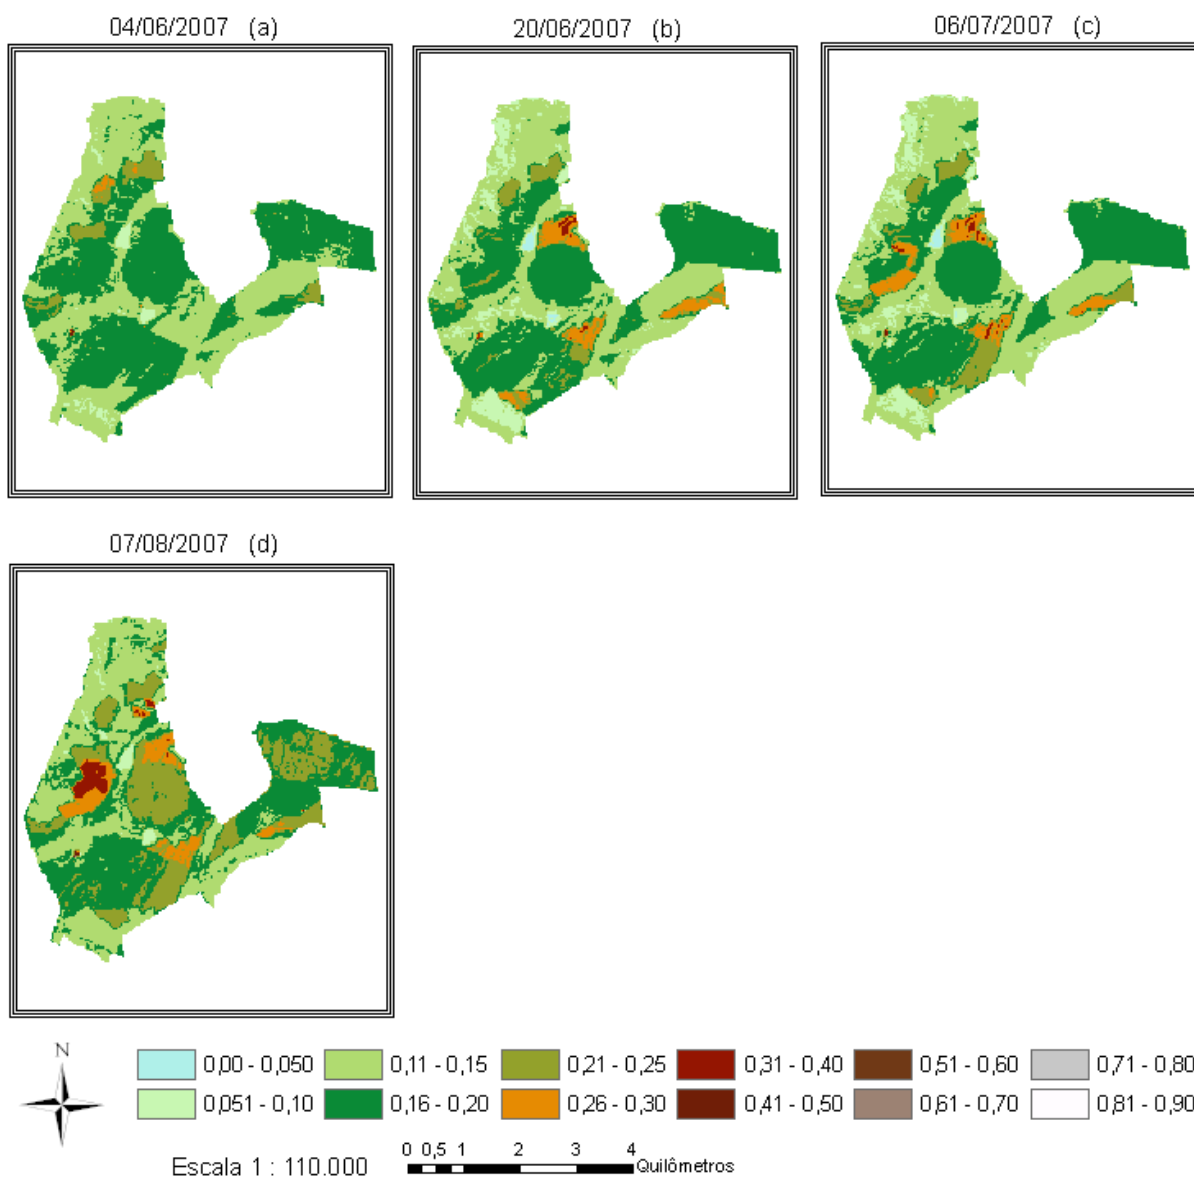 04/06/2007 (a)
20/06/2007 (b)
06/07/2007 (c)
07/08/2007 (d)
N
0,00 - 0,050
0,11 - 0,15
0,21 - 0,25
0,31 - 0,40
0,51 - 0,60
0,71 - 0,80
0,051 - 0,10
0,16 - 0,20
0,26 - 0,30
0,41 - 0,50
0,61 - 0,70
0,81 - 0,90
0 0,5 1 2 3 4
Escala 1 : 110.000
Quilômetros